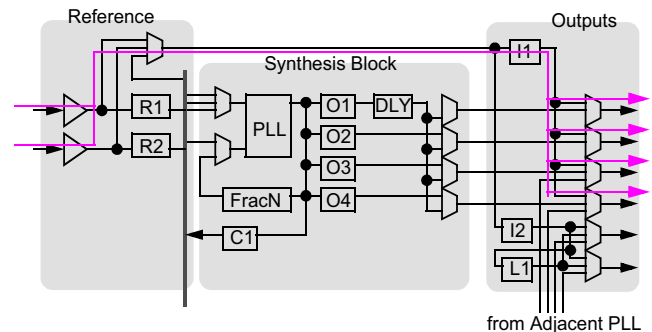 Reference
Outputs
Synthesis Block
I1
R1
O1
DLY
PLL
R2
O2
O3
FracN
O4
C1
I2
L1
from Adjacent PLL